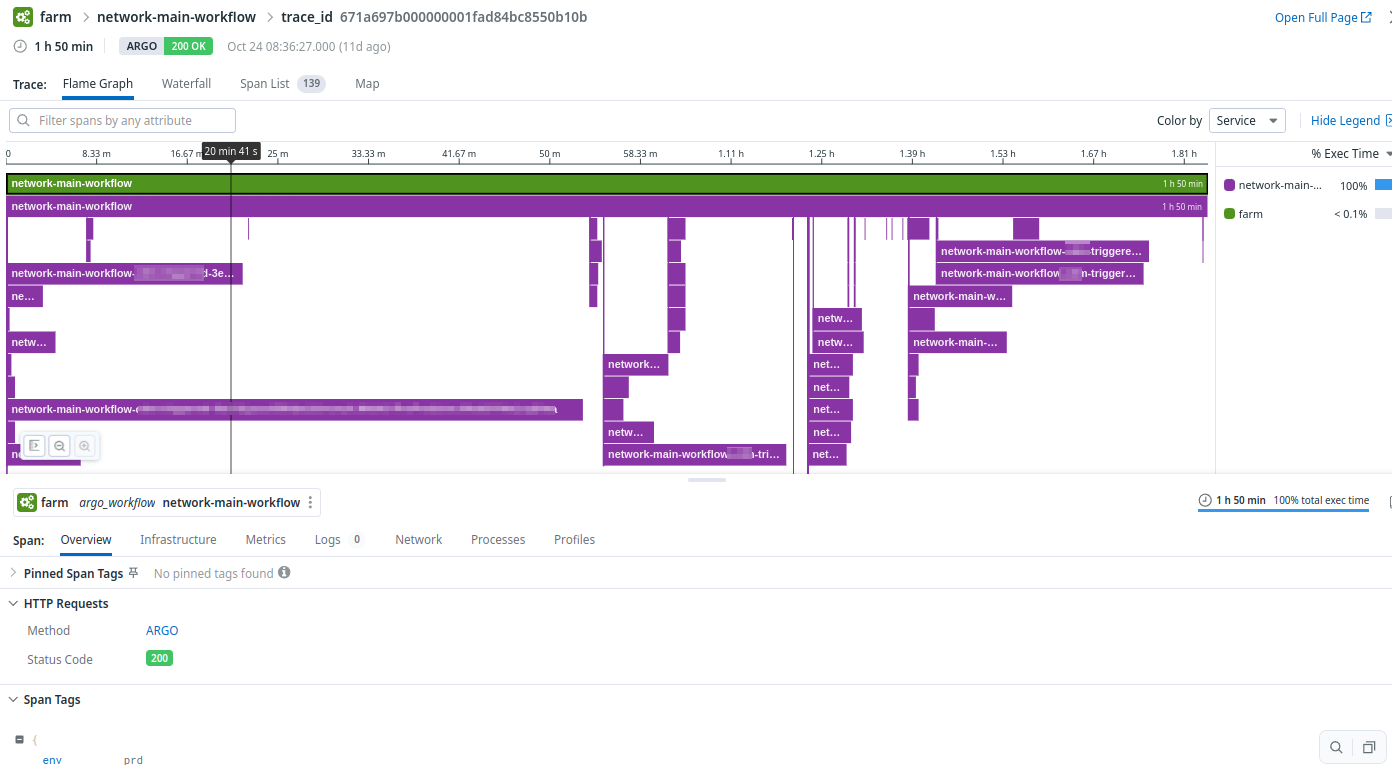 farm > network-main-workflow > trace_id 671a697b000000001fad84bc8550b10b Open Full Page
1 h 50 min ARGO 200 OK Oct 24 08:36:27.000 (11d ago)
Trace: Flame Graph Waterfall Span List 139 Map
Filter spans by any attribute Color by Service Hide Legend
0 8.33 m 16.67 m 20 min 41 s 25 m 33.33 m 41.67 m 50 m 58.33 m 1.11 h 1.25 h 1.39 h 1.53 h 1.67 h 1.81 h % Exec Time
network-main-workflow 1 h 50 min network-main-... 100%
network-main-workflow 1 h 50 min farm < 0.1%
network-main-workflow- triggere...
network-main-workflow- d-3e... network-main-workflow m-trigger...
ne... network-main-w...
netw...
netw... netw... network-main-...
network... net...
net...
network-main-workflow- net...
netw... net...
network-main-workflow -tri... net...
farm argo_workflow network-main-workflow 1 h 50 min 100% total exec time
Span: Overview Infrastructure Metrics Logs 0 Network Processes Profiles
Pinned Span Tags No pinned tags found
HTTP Requests
Method ARGO
Status Code 200
Span Tags
{
env prd